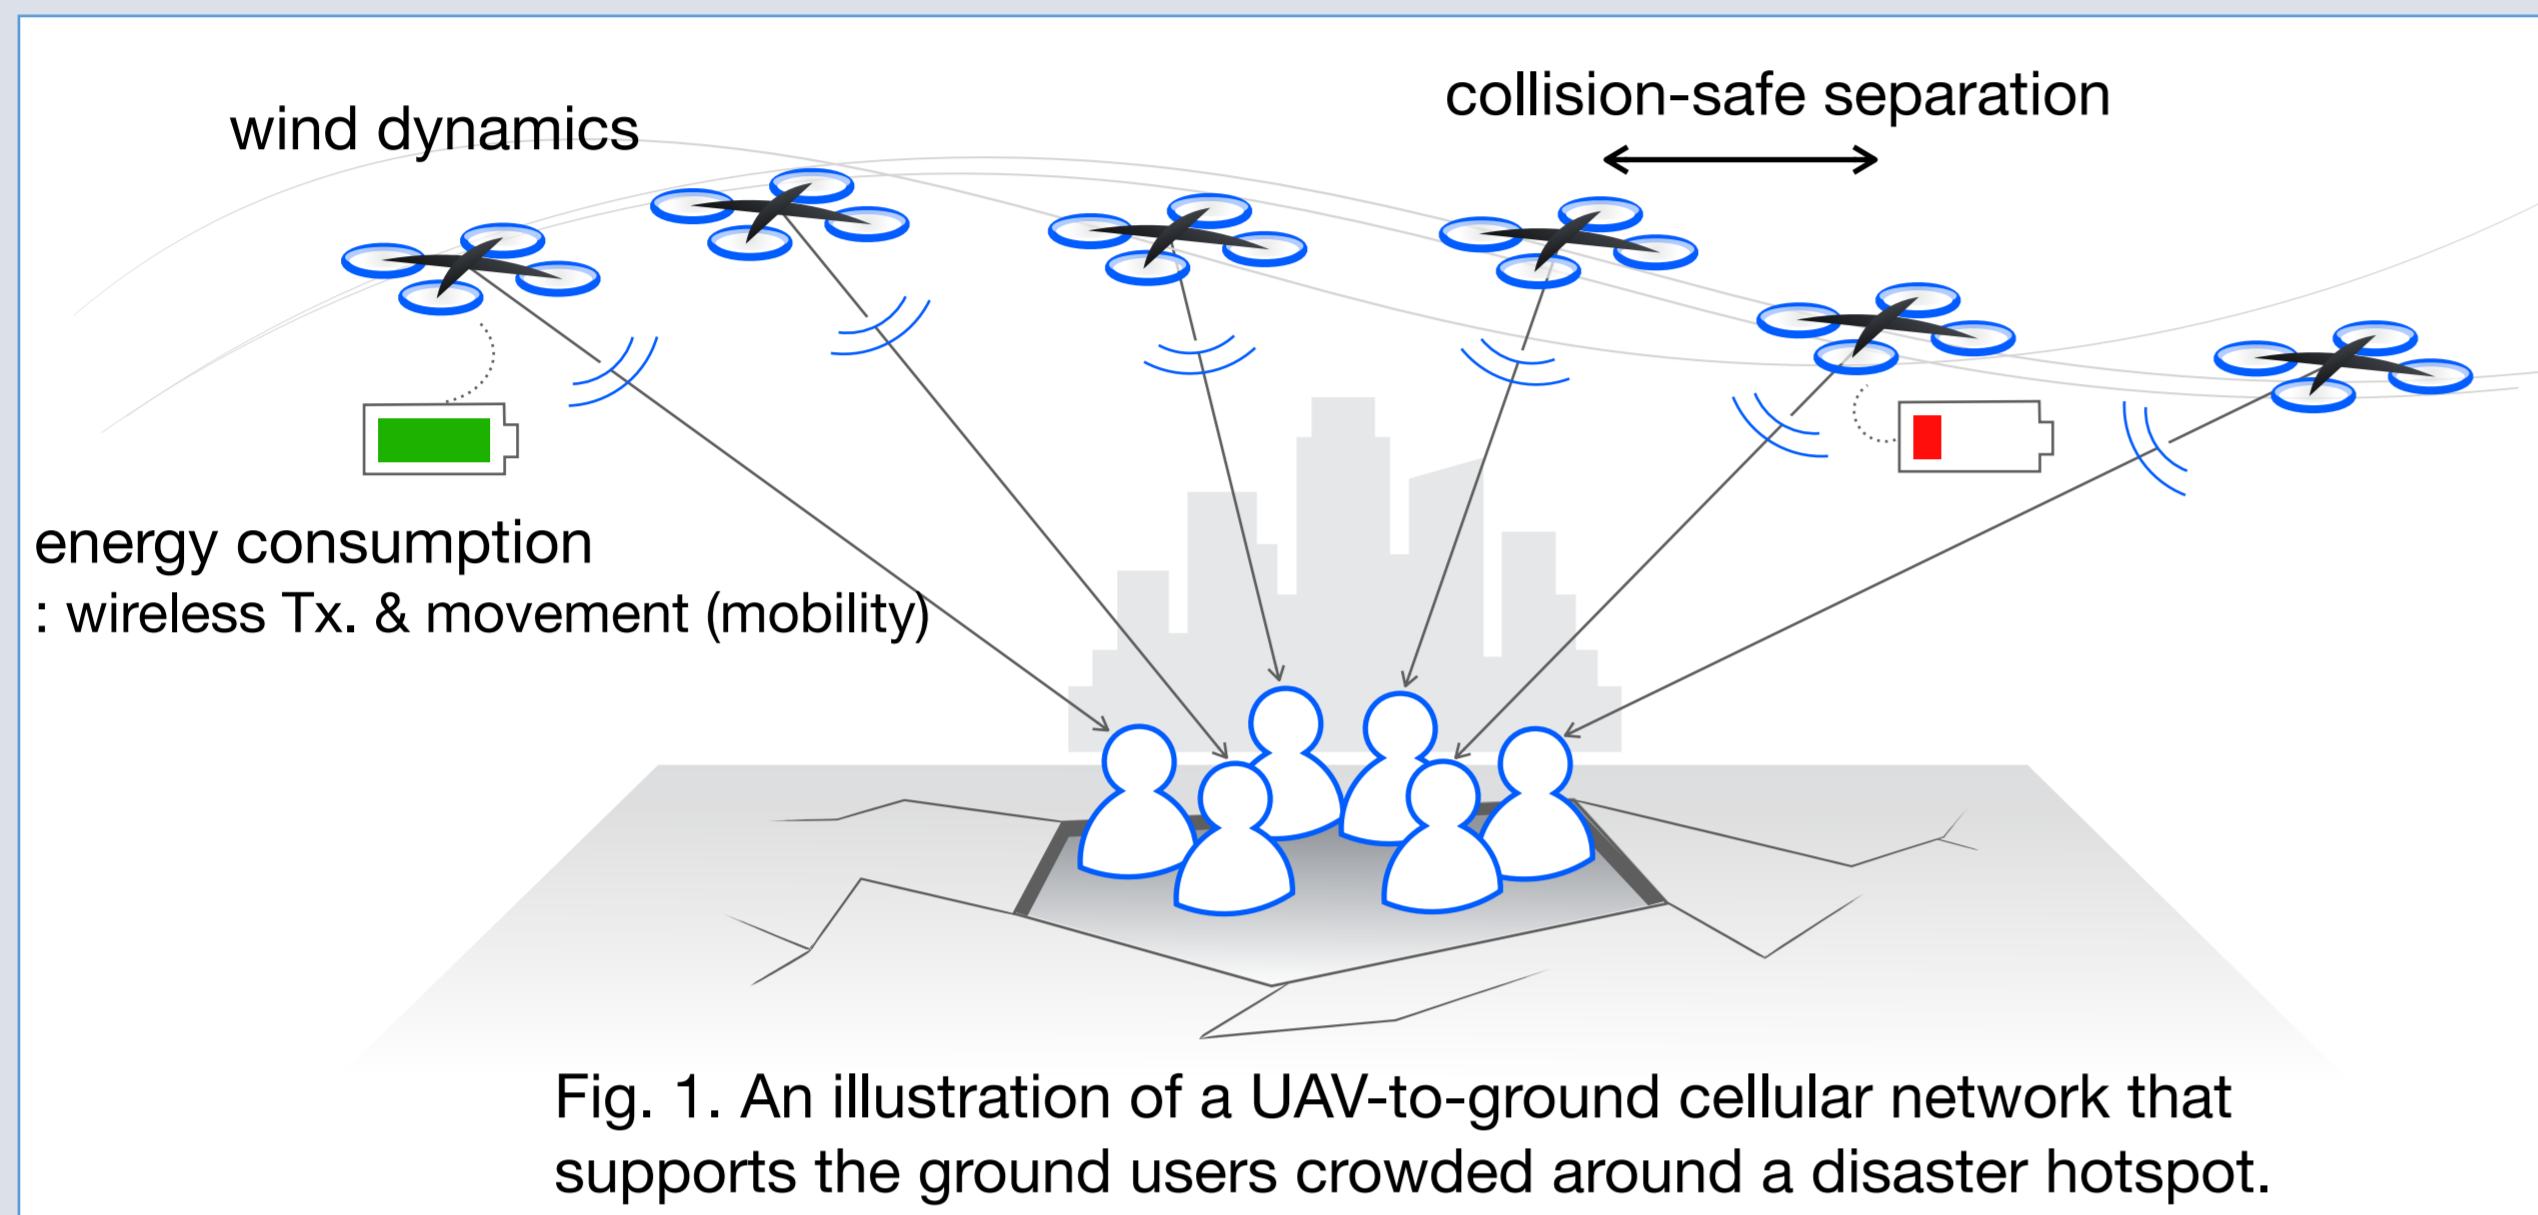 wind dynamics
collision-safe separation
energy consumption
: wireless Tx. & movement (mobility)
Fig. 1. An illustration of a UAV-to-ground cellular network that
supports the ground users crowded around a disaster hotspot.